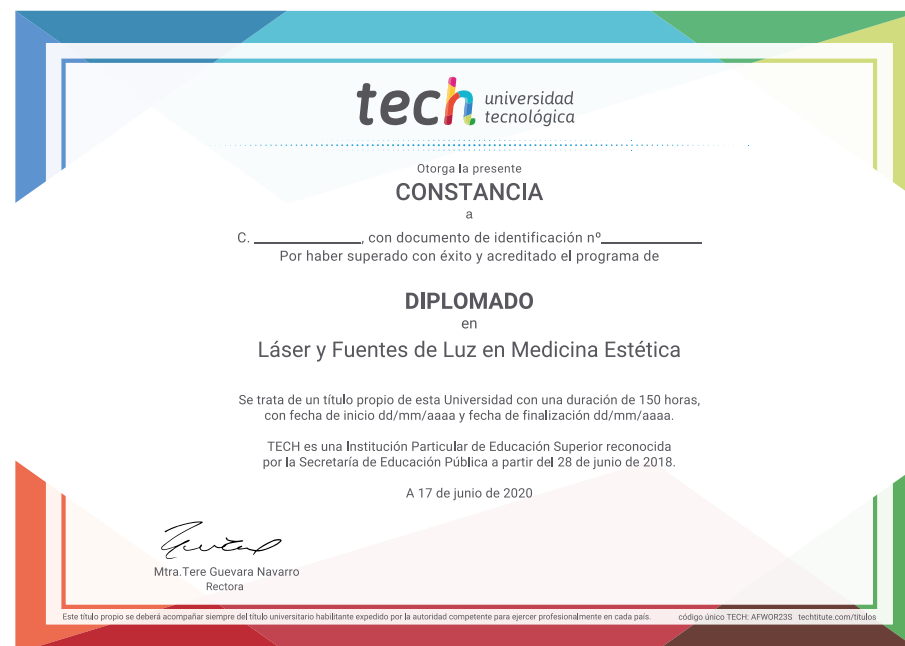 tech universidad
tecnológica
Otorga la presente
CONSTANCIA
a
C. ____________, con documento de identificación nº____________
Por haber superado con éxito y acreditado el programa de
DIPLOMADO
en
Láser y Fuentes de Luz en Medicina Estética
Se trata de un título propio de esta Universidad con una duración de 150 horas,
con fecha de inicio dd/mm/aaaa y fecha de finalización dd/mm/aaaa.
TECH es una Institución Particular de Educación Superior reconocida
por la Secretaría de Educación Pública a partir del 28 de junio de 2018.
A 17 de junio de 2020
Mtra.Tere Guevara Navarro
Rectora
Este título propio se deberá acompañar siempre del título universitario habilitante expedido por la autoridad competente para ejercer profesionalmente en cada país. código único TECH: AFWOR23S techtitute.com/titulos